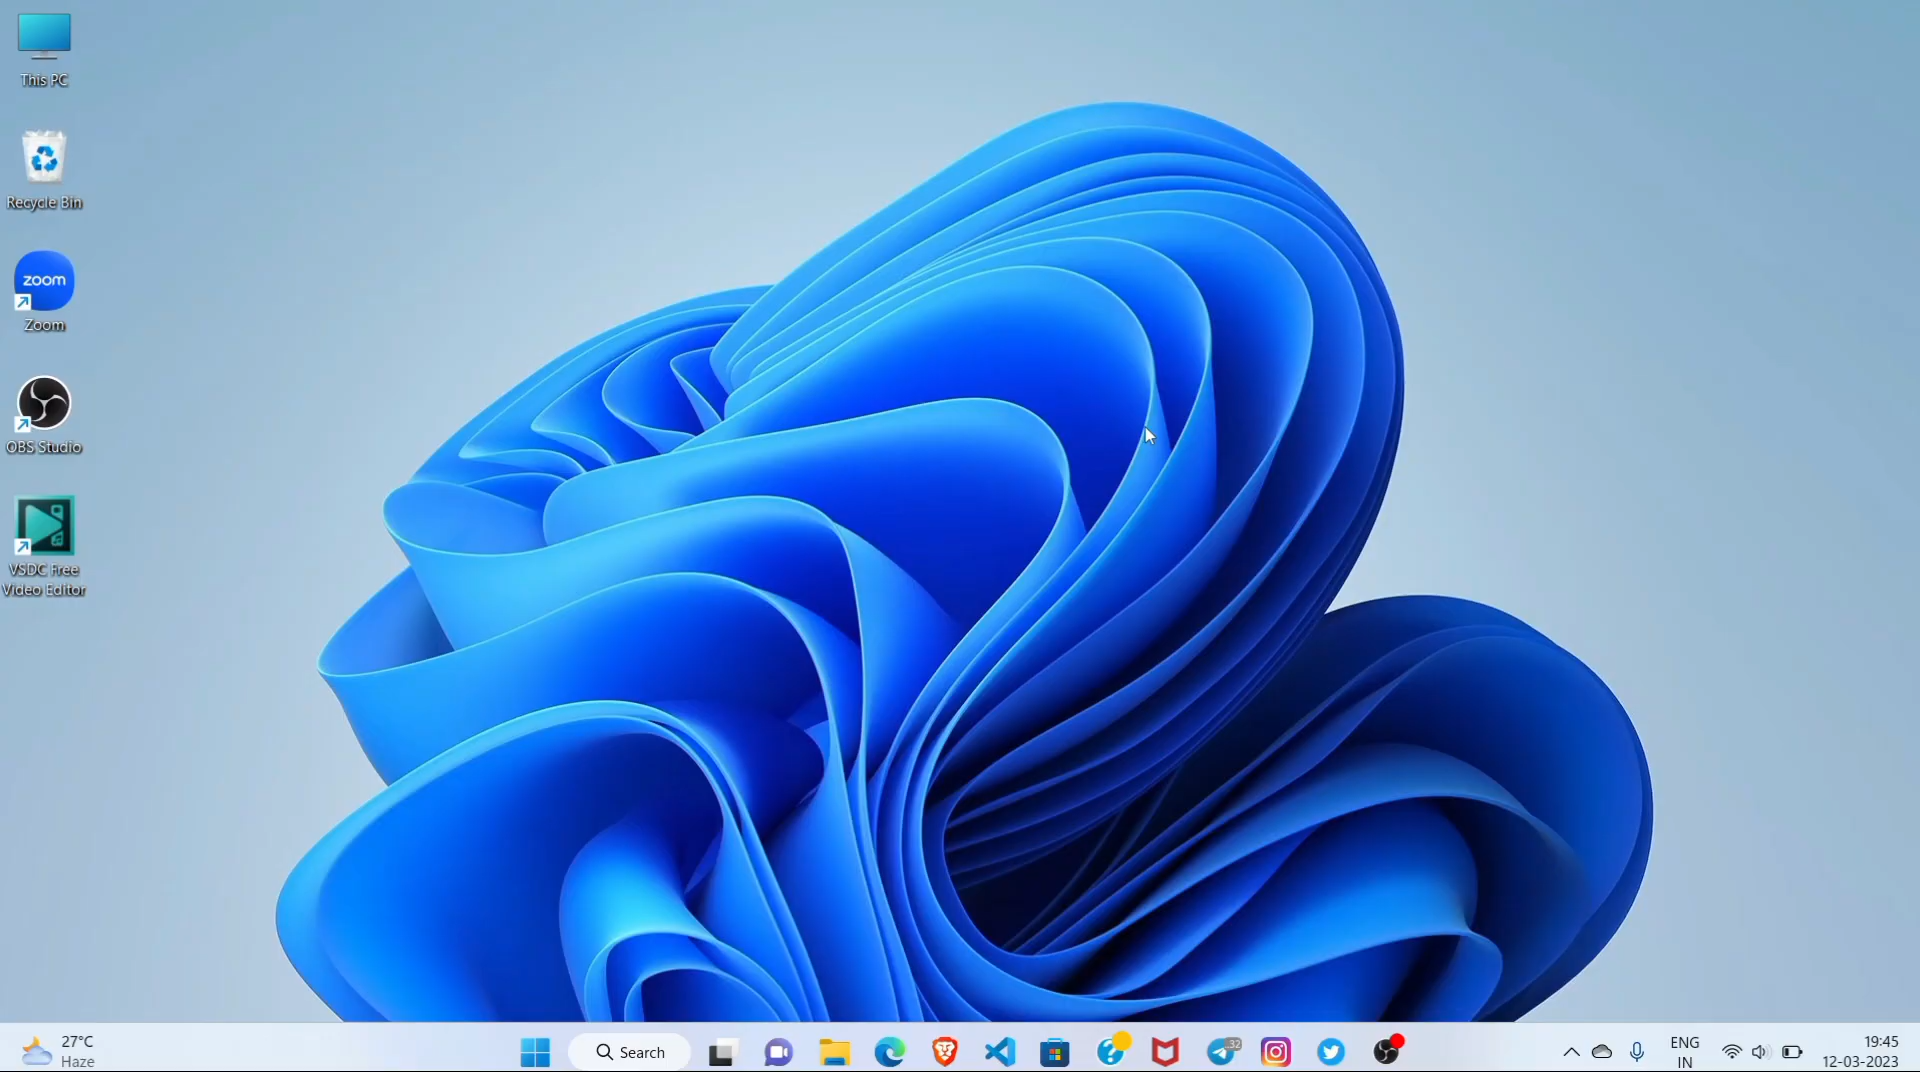 This PC
Recycle Bin
zoom
Zoom
OBS Studio
VSDC Free
Video Editor
27°C
Haze
Search
32
ENG
IN
19:45
12-03-2023